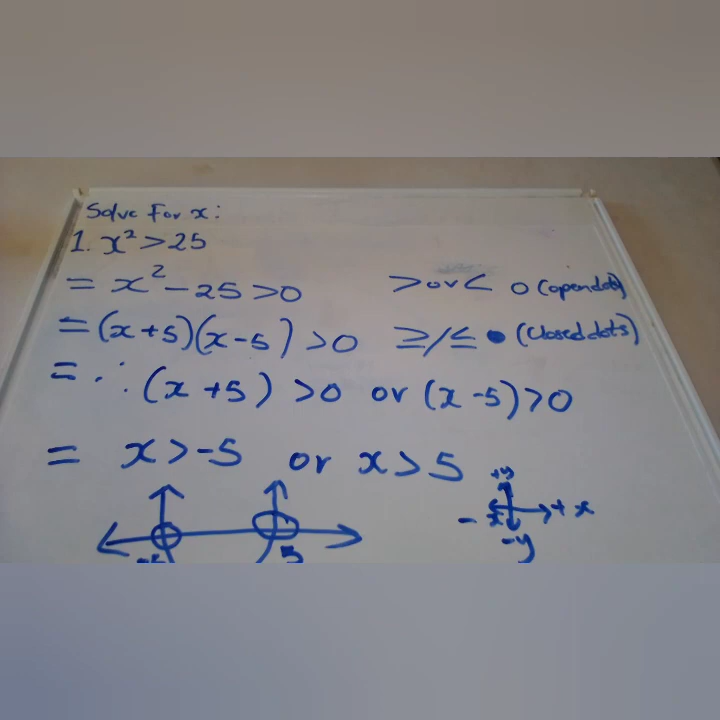 Solve For x:
1. x² > 25
= x² - 25 > 0 > or < o (open dots)
= (x + 5)(x - 5) > 0 ≥/≤ ● (Closed dots)
= ∴ (x + 5) > 0 or (x - 5) > 0
= x > -5 or x > 5
+y
- x + x
-y
-5 5